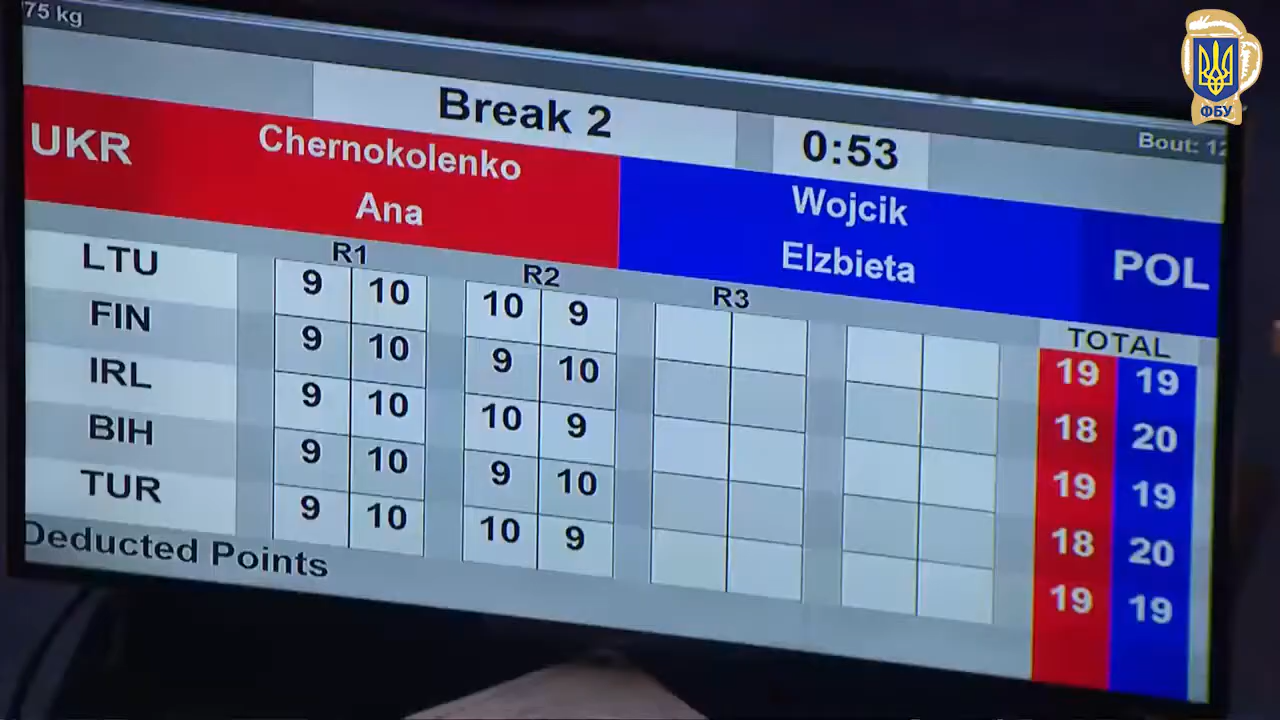 75 kg
Break 2
0:53
Bout: 12
UKR
Chernokolenko
Ana
Wojcik
Elzbieta
POL
R1 R2 R3 TOTAL
LTU 9 10 10 9 19 19
FIN 9 10 9 10 18 20
IRL 9 10 10 9 19 19
BIH 9 10 9 10 18 20
TUR 9 10 10 9 19 19
Deducted Points
ФБУ